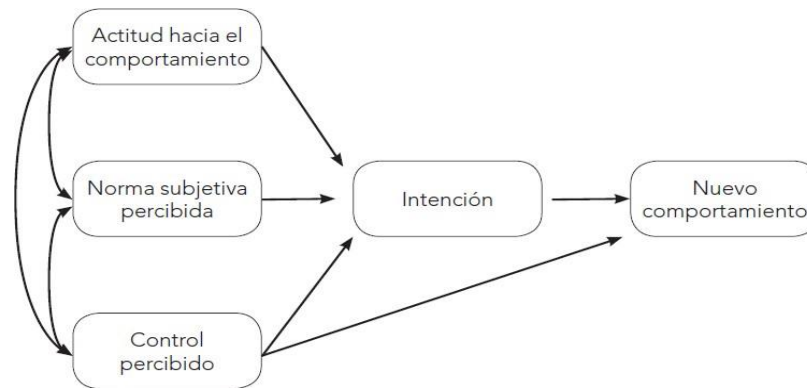 Actitud hacia el
comportamiento
Norma subjetiva
percibida
Intención
Nuevo
comportamiento
Control
percibido